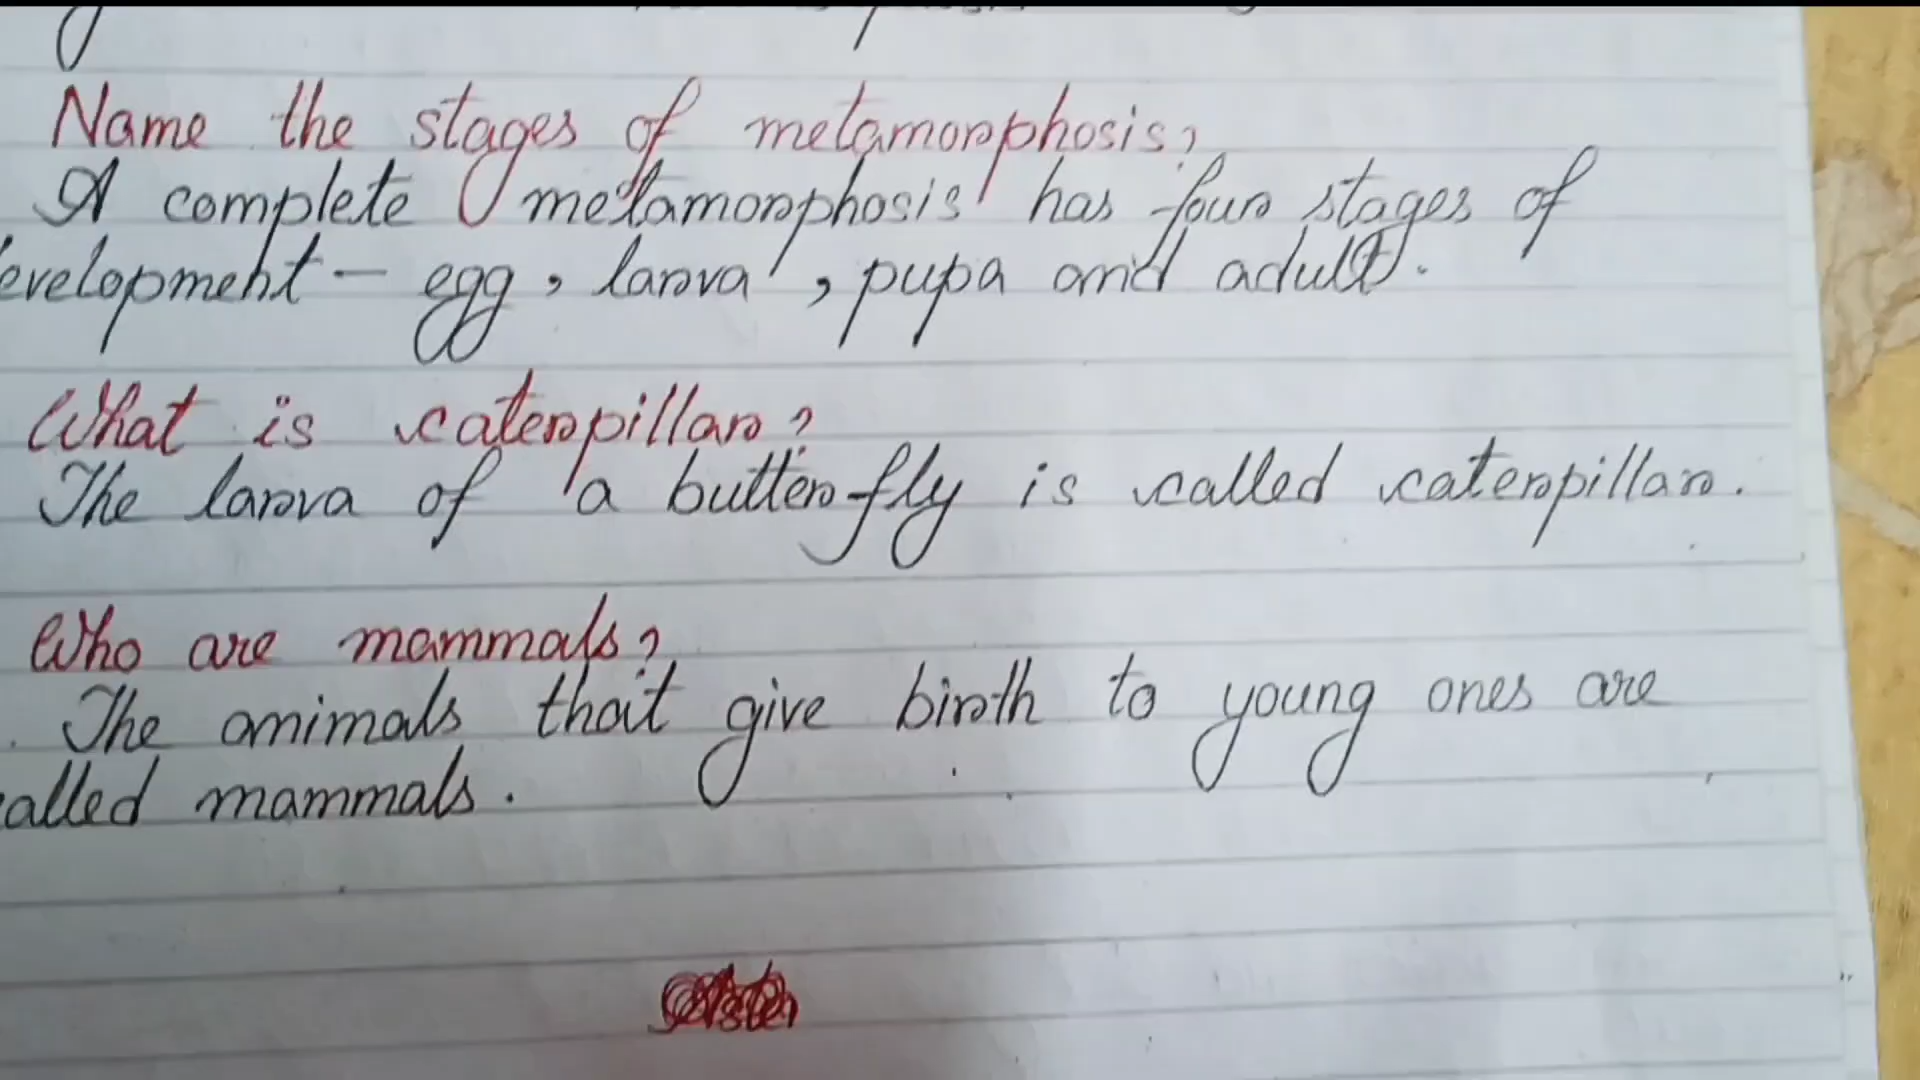 Name the stages of metamorphosis?
A complete metamorphosis has four stages of
evelopment - egg, larva, pupa and adult.
What is caterpillar?
The larva of a butterfly is called caterpillar.
Who are mammals?
The animals that give birth to young ones are
alled mammals.